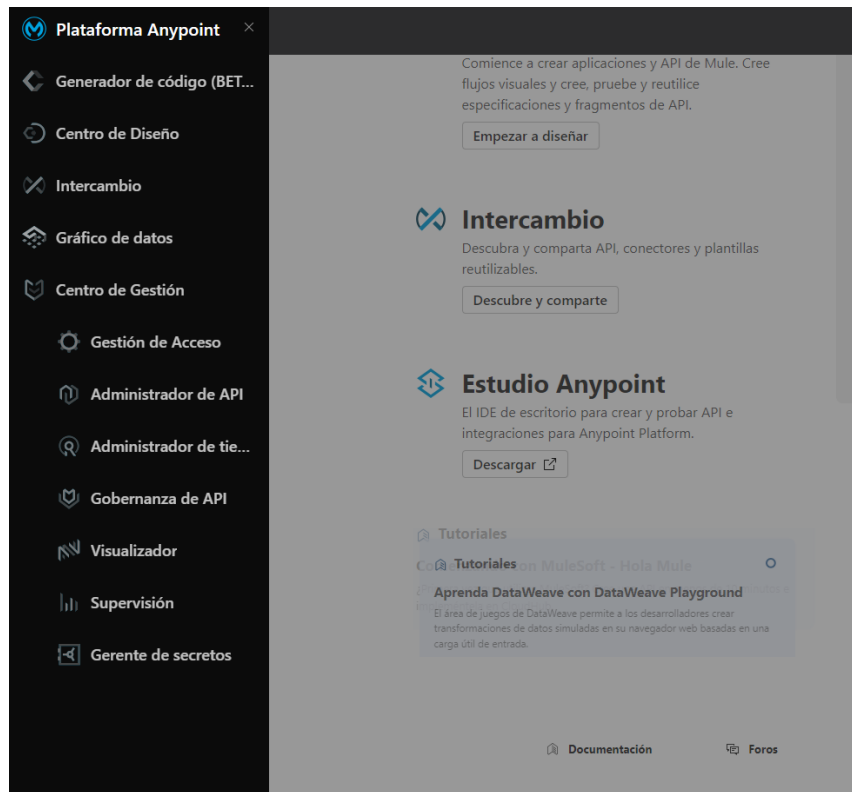 Plataforma Anypoint
Generador de código (BET...
Centro de Diseño
Intercambio
Gráfico de datos
Centro de Gestión
Gestión de Acceso
Administrador de API
Administrador de tie...
Gobernanza de API
Visualizador
Supervisión
Gerente de secretos
Comience a crear aplicaciones y API de Mule. Cree
flujos visuales y cree, pruebe y reutilice
especificaciones y fragmentos de API.
Empezar a diseñar
Intercambio
Descubra y comparta API, conectores y plantillas
reutilizables.
Descubre y comparte
Estudio Anypoint
El IDE de escritorio para crear y probar API e
integraciones para Anypoint Platform.
Descargar
Tutoriales
con MuleSoft - Hola Mule
Tutoriales
Aprenda DataWeave con DataWeave Playground
El área de juegos de DataWeave permite a los desarrolladores crear
transformaciones de datos simuladas en su navegador web basadas en una
carga útil de entrada.
Documentación
Foros